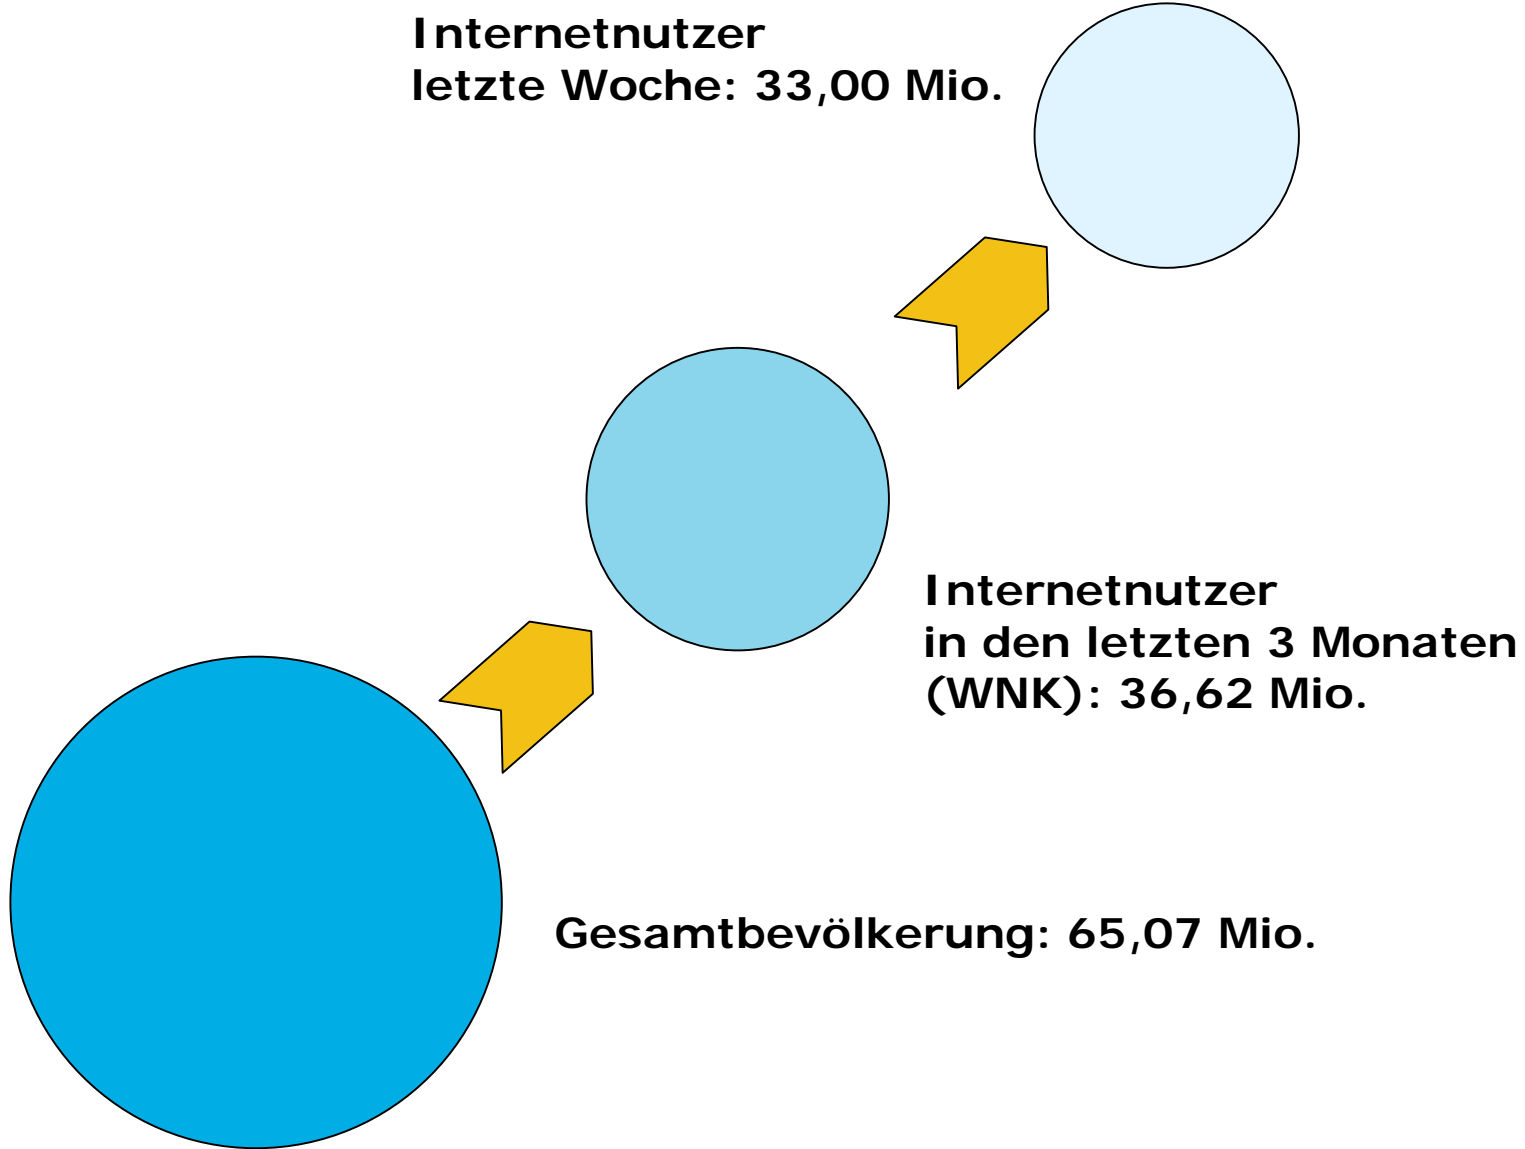 Internetnutzer
letzte Woche: 33,00 Mio.
Internetnutzer
in den letzten 3 Monaten
(WNK): 36,62 Mio.
Gesamtbevölkerung: 65,07 Mio.